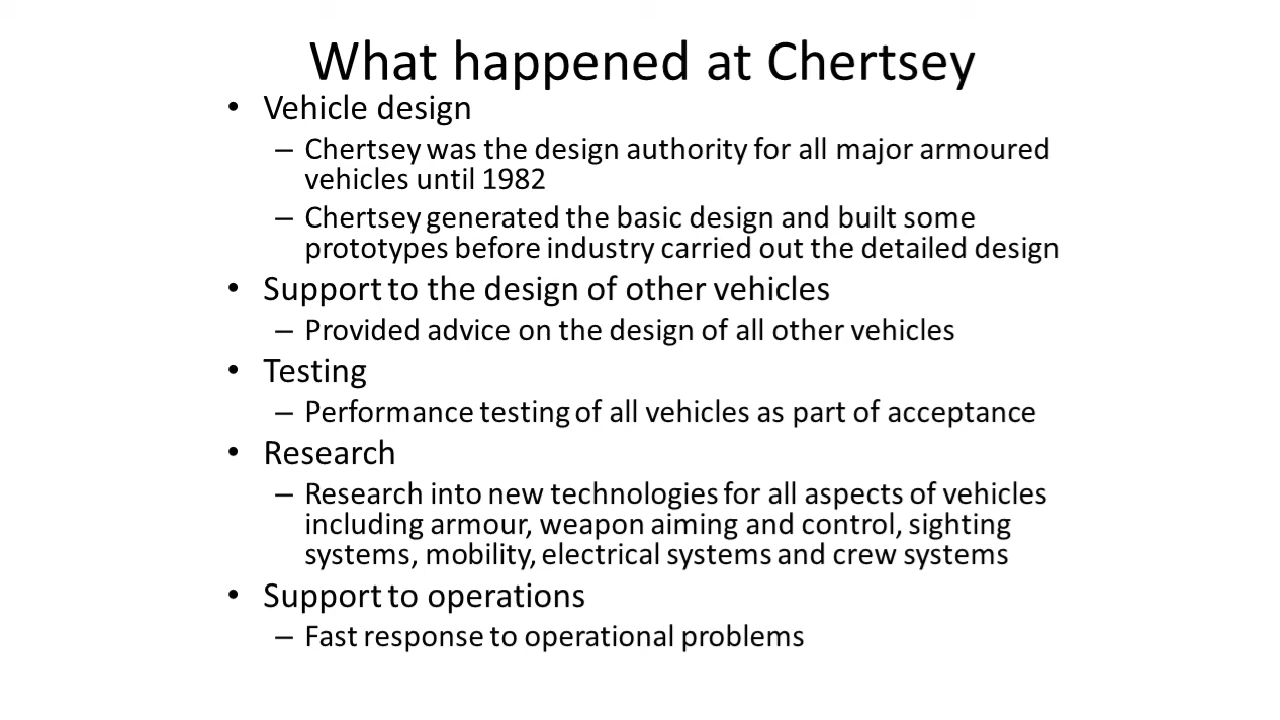 What happened at Chertsey
• Vehicle design
– Chertsey was the design authority for all major armoured
vehicles until 1982
– Chertsey generated the basic design and built some
prototypes before industry carried out the detailed design
• Support to the design of other vehicles
– Provided advice on the design of all other vehicles
• Testing
– Performance testing of all vehicles as part of acceptance
• Research
– Research into new technologies for all aspects of vehicles
including armour, weapon aiming and control, sighting
systems, mobility, electrical systems and crew systems
• Support to operations
– Fast response to operational problems